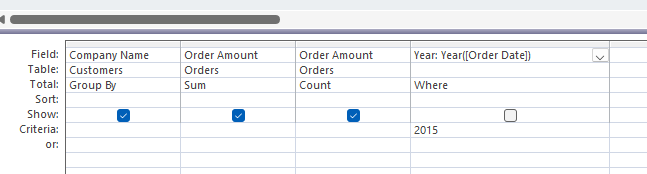 Field: Company Name Order Amount Order Amount Year: Year([Order Date])
Table: Customers Orders Orders
Total: Group By Sum Count Where
Sort:
Show:
Criteria: 2015
or: